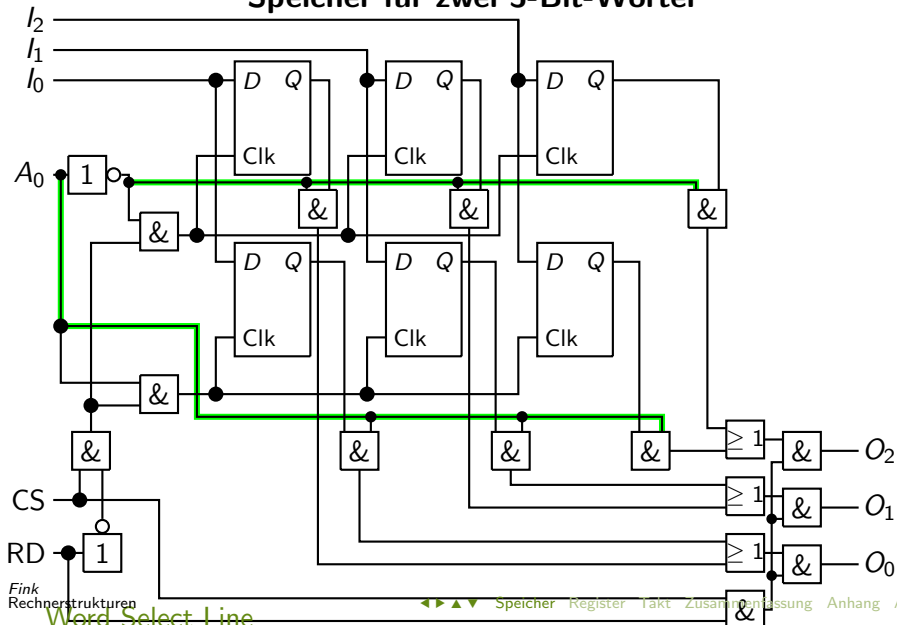 Speicher für zwei 3-Bit-Wörter
I₂
I₁
I₀
D Q D Q D Q
Clk Clk Clk
A₀ 1
& & &
&
D Q D Q D Q
Clk Clk Clk
&
& & & & ≥ 1 & O₂
CS ≥ 1 & O₁
RD 1 ≥ 1 & O₀
&
Fink
Rechnerstrukturen
Speicher Register Takt Zusammenfassung Anhang
Word Select Line